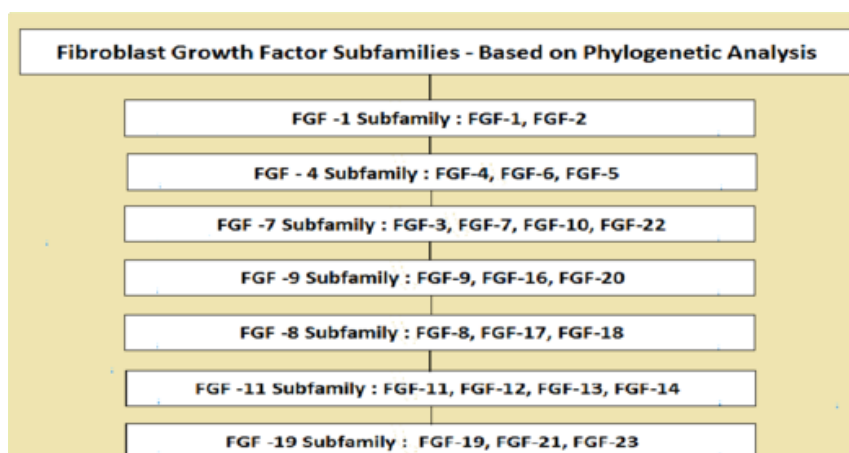 Fibroblast Growth Factor Subfamilies - Based on Phylogenetic Analysis
FGF -1 Subfamily : FGF-1, FGF-2
FGF - 4 Subfamily : FGF-4, FGF-6, FGF-5
FGF -7 Subfamily : FGF-3, FGF-7, FGF-10, FGF-22
FGF -9 Subfamily : FGF-9, FGF-16, FGF-20
FGF -8 Subfamily : FGF-8, FGF-17, FGF-18
FGF -11 Subfamily : FGF-11, FGF-12, FGF-13, FGF-14
FGF -19 Subfamily : FGF-19, FGF-21, FGF-23